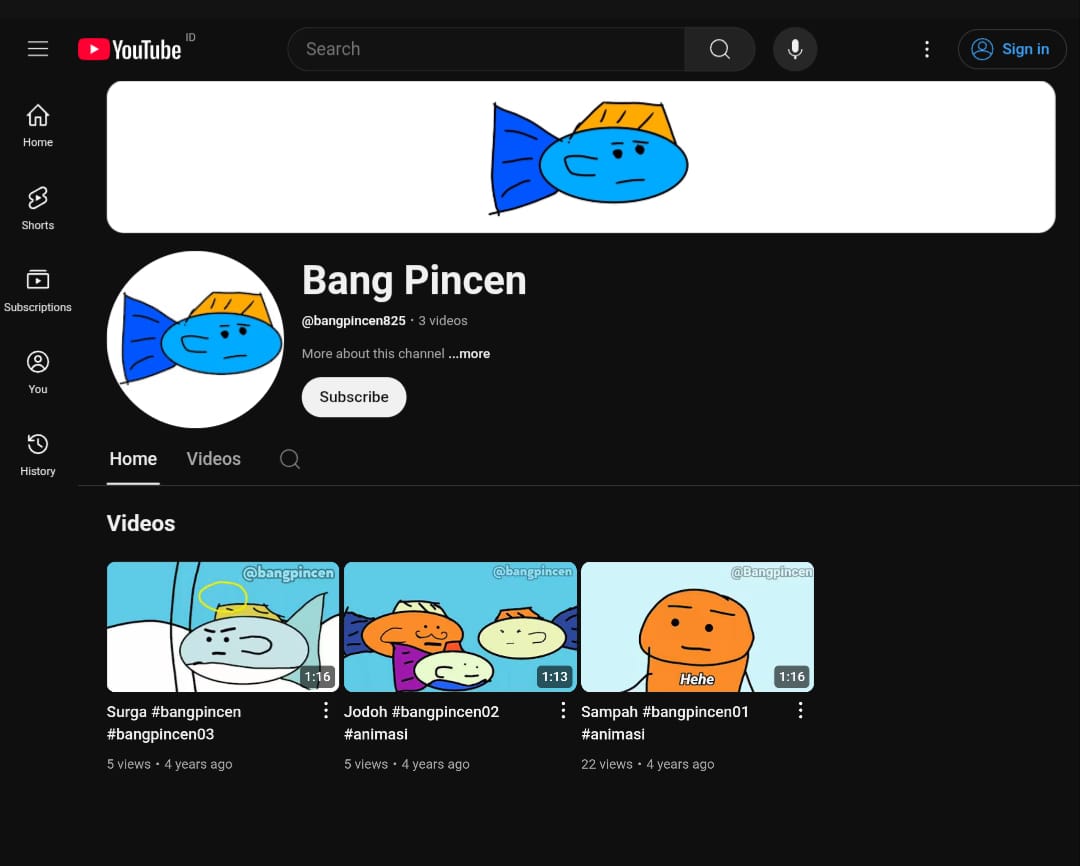 YouTube ID
Search
Sign in
Home
Shorts
Subscriptions
You
History
Bang Pincen
@bangpincen825 • 3 videos
More about this channel ...more
Subscribe
Home Videos
Videos
@bangpincen
1:16
Surga #bangpincen
#bangpincen03
5 views • 4 years ago
@bangpincen
1:13
Jodoh #bangpincen02
#animasi
5 views • 4 years ago
@Bangpincen
Hehe
1:16
Sampah #bangpincen01
#animasi
22 views • 4 years ago